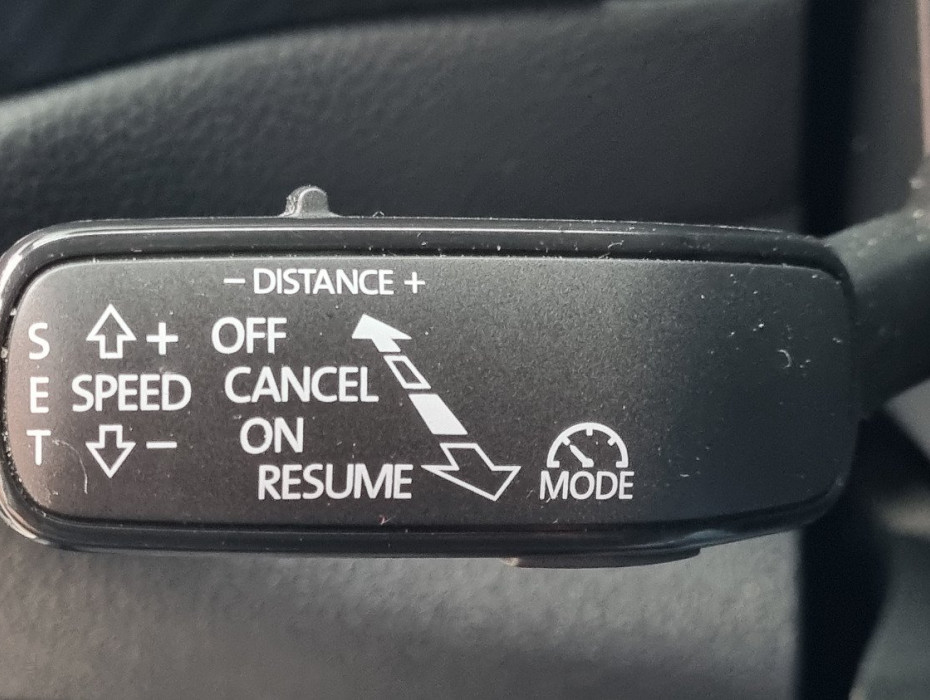 – DISTANCE +
S + OFF
E SPEED CANCEL
T – ON
RESUME MODE